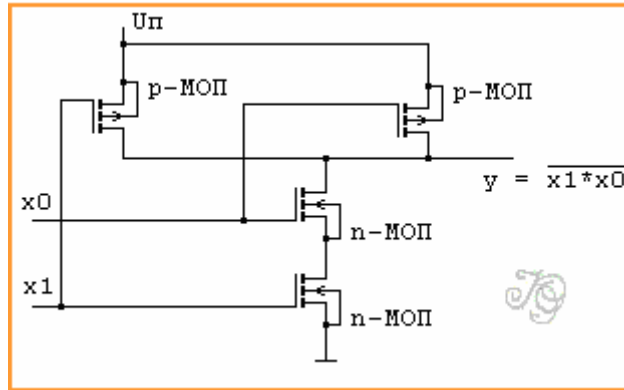 Uп
p-МОП
p-МОП
y = x1*x0
x0
n-МОП
x1
n-МОП